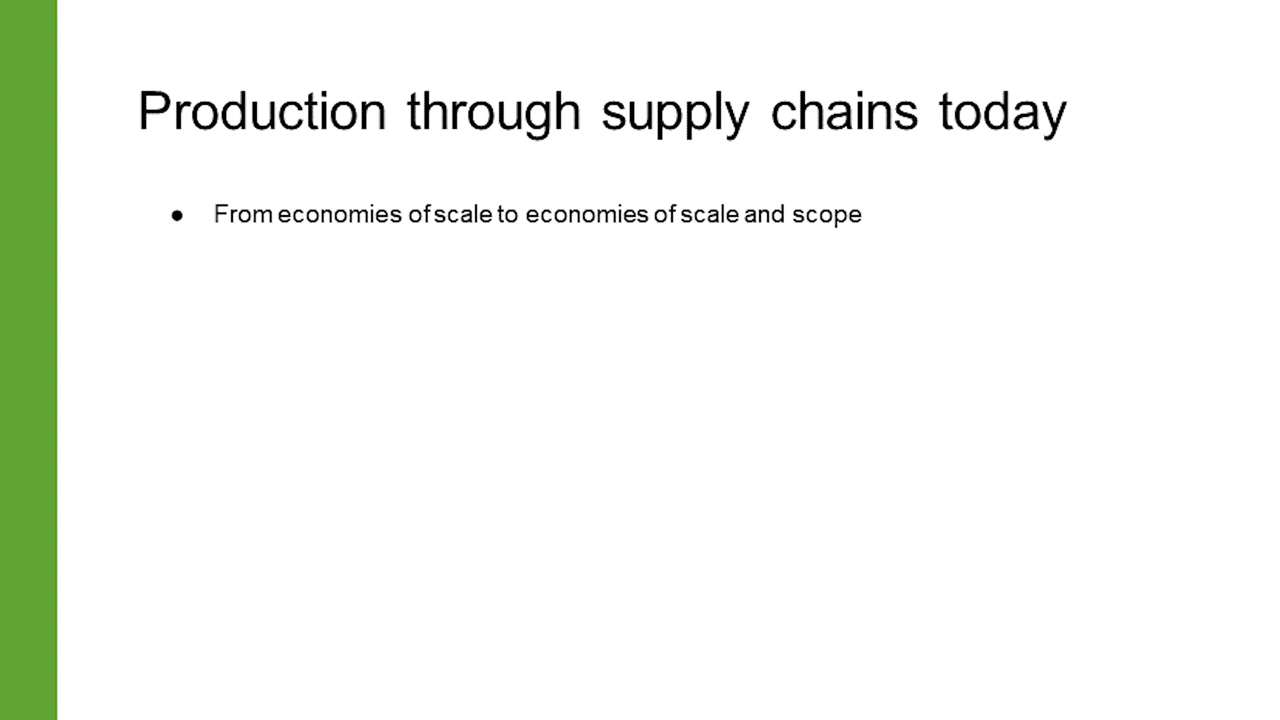 Production through supply chains today
● From economies of scale to economies of scale and scope